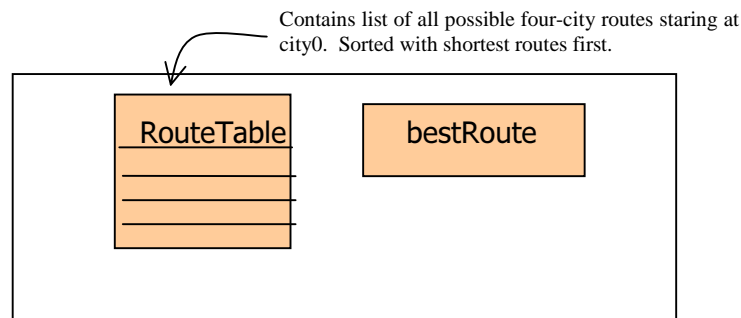 Contains list of all possible four-city routes staring at
city0.  Sorted with shortest routes first.
RouteTable
bestRoute